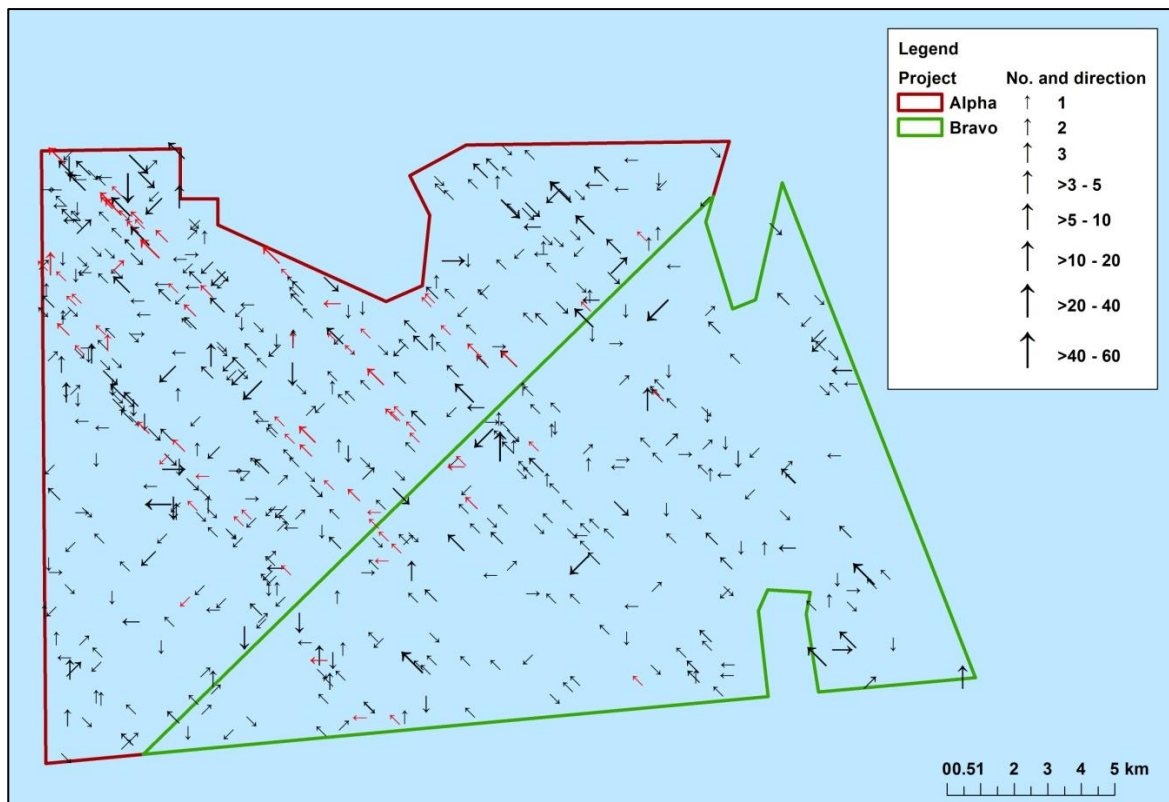 Legend
Project No. and direction
Alpha 1
Bravo 2
3
>3 - 5
>5 - 10
>10 - 20
>20 - 40
>40 - 60
00.51 2 3 4 5 km